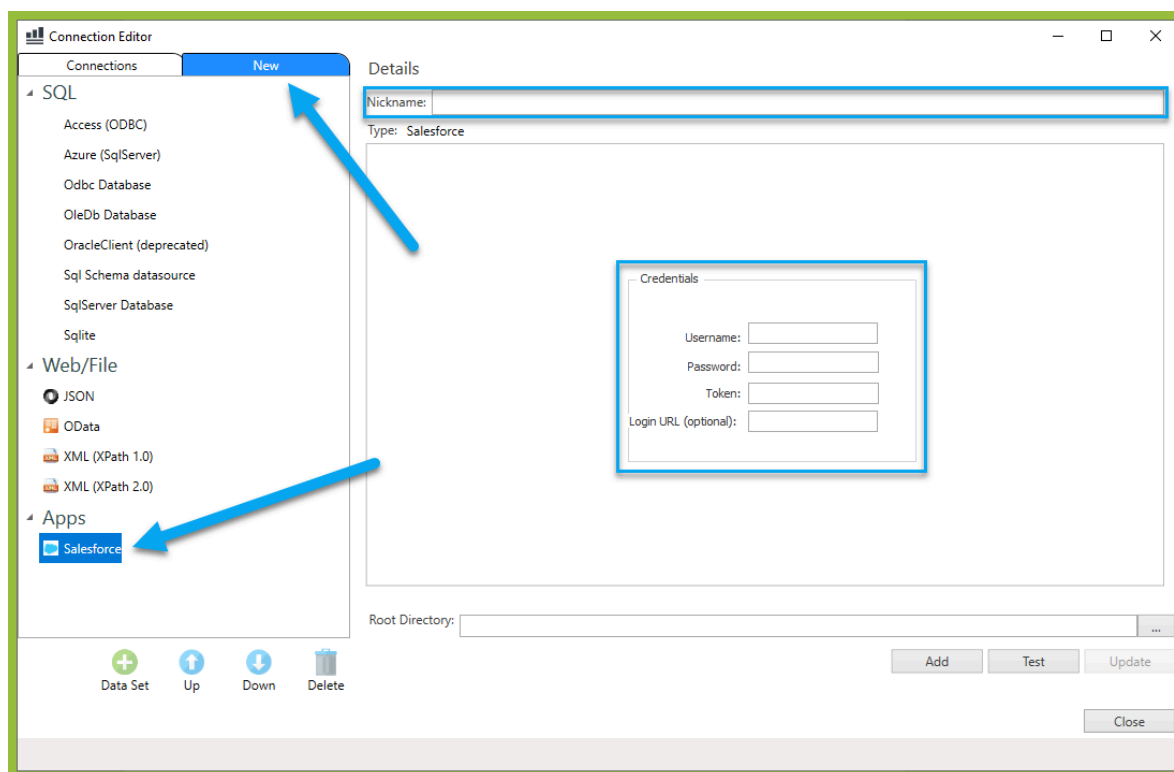 Connection Editor
Connections
New
SQL
Access (ODBC)
Azure (SqlServer)
Odbc Database
OleDb Database
OracleClient (deprecated)
Sql Schema datasource
SqlServer Database
Sqlite
Web/File
JSON
OData
XML (XPath 1.0)
XML (XPath 2.0)
Apps
Salesforce
Data Set
Up
Down
Delete
Details
Nickname:
Type: Salesforce
Credentials
Username:
Password:
Token:
Login URL (optional):
Root Directory:
...
Add
Test
Update
Close